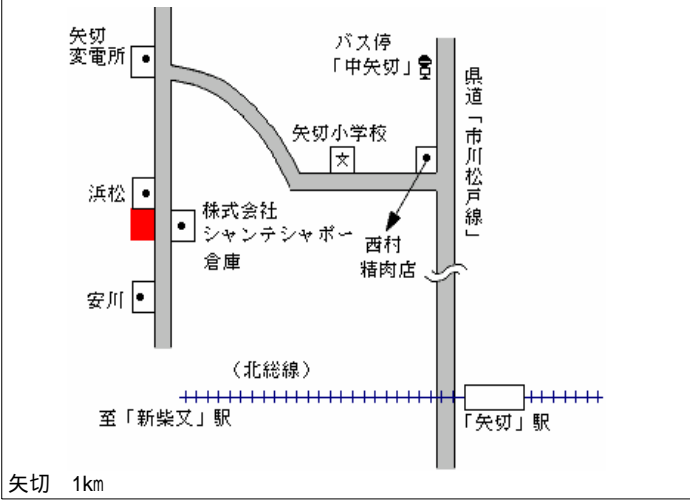 矢切
変電所
バス停
「中矢切」
県道「市川松戸線」
矢切小学校
文
浜松
株式会社
シャンテシャポー
倉庫
西村
精肉店
安川
（北総線）
至「新柴又」駅
「矢切」駅
矢切 1km